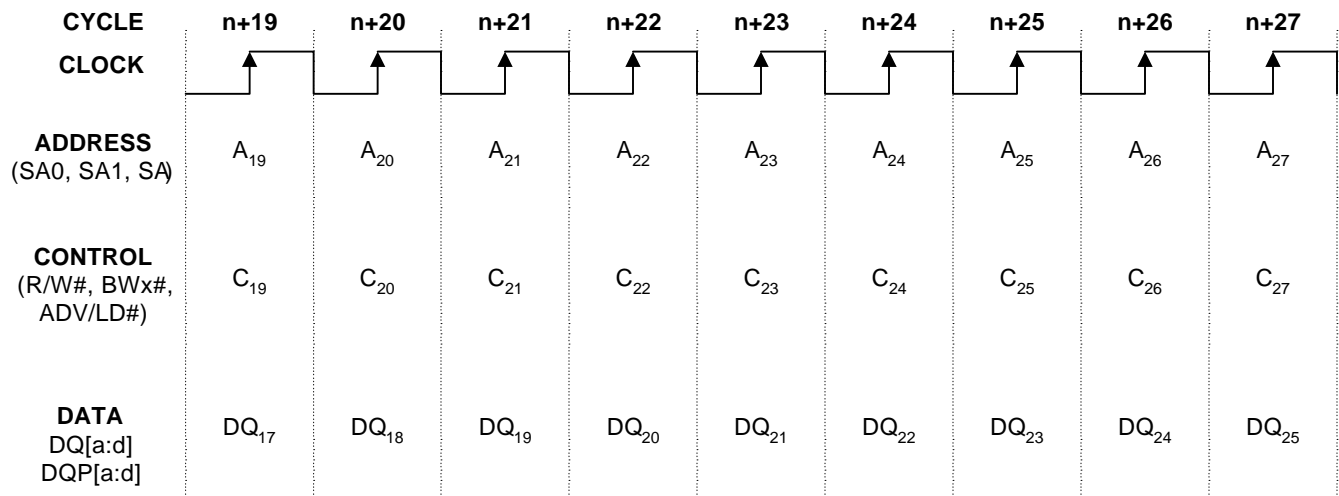 CYCLE n+19 n+20 n+21 n+22 n+23 n+24 n+25 n+26 n+27
CLOCK
ADDRESS
(SA0, SA1, SA)
A19 A20 A21 A22 A23 A24 A25 A26 A27
CONTROL
(R/W#, BWx#,
ADV/LD#)
C19 C20 C21 C22 C23 C24 C25 C26 C27
DATA
DQ[a:d]
DQP[a:d]
DQ17 DQ18 DQ19 DQ20 DQ21 DQ22 DQ23 DQ24 DQ25